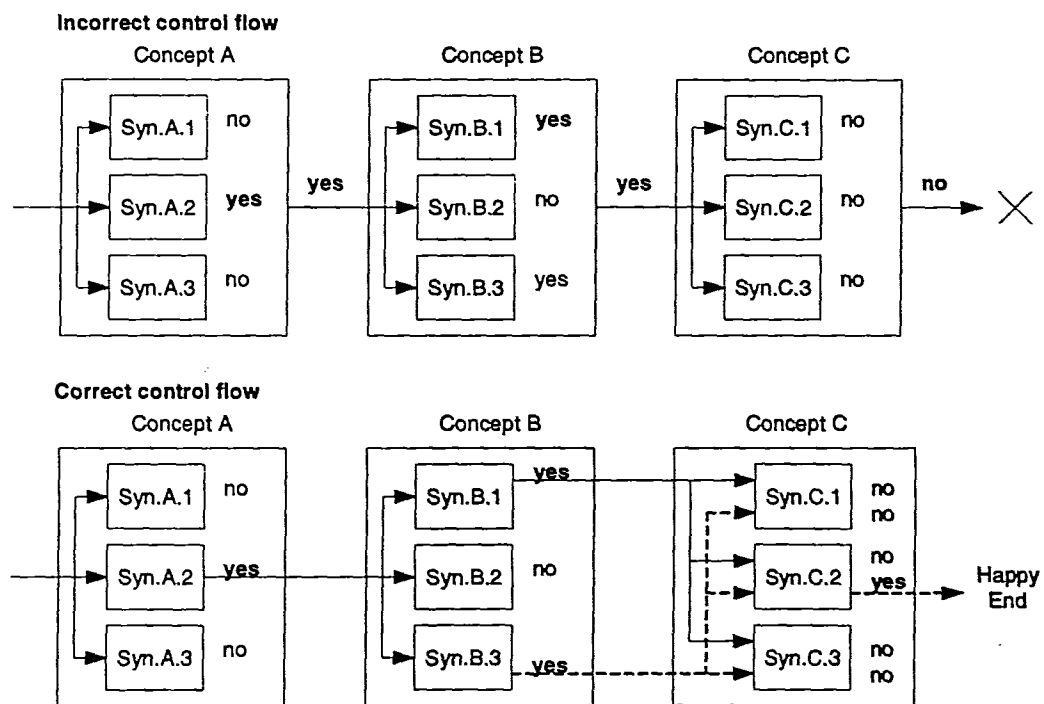 Incorrect control flow
Concept A Concept B Concept C
Syn.A.1 no Syn.B.1 yes Syn.C.1 no
yes yes no
Syn.A.2 yes Syn.B.2 no Syn.C.2 no
Syn.A.3 no Syn.B.3 yes Syn.C.3 no
Correct control flow
Concept A Concept B Concept C
yes
Syn.A.1 no Syn.B.1 Syn.C.1 no
no
no
Syn.A.2 yes Syn.B.2 no Syn.C.2 yes Happy
End
Syn.A.3 no Syn.B.3 yes Syn.C.3 no
no